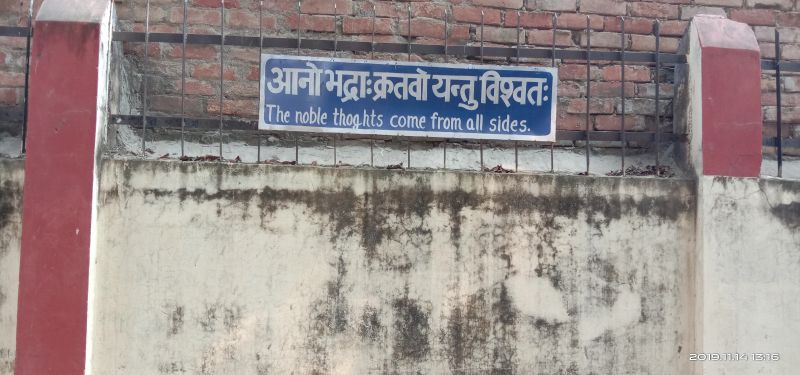 आनो भद्राः क्रतवो यन्तु विश्वतः
The noble thoghts come from all sides.
2019.11.14 13:16